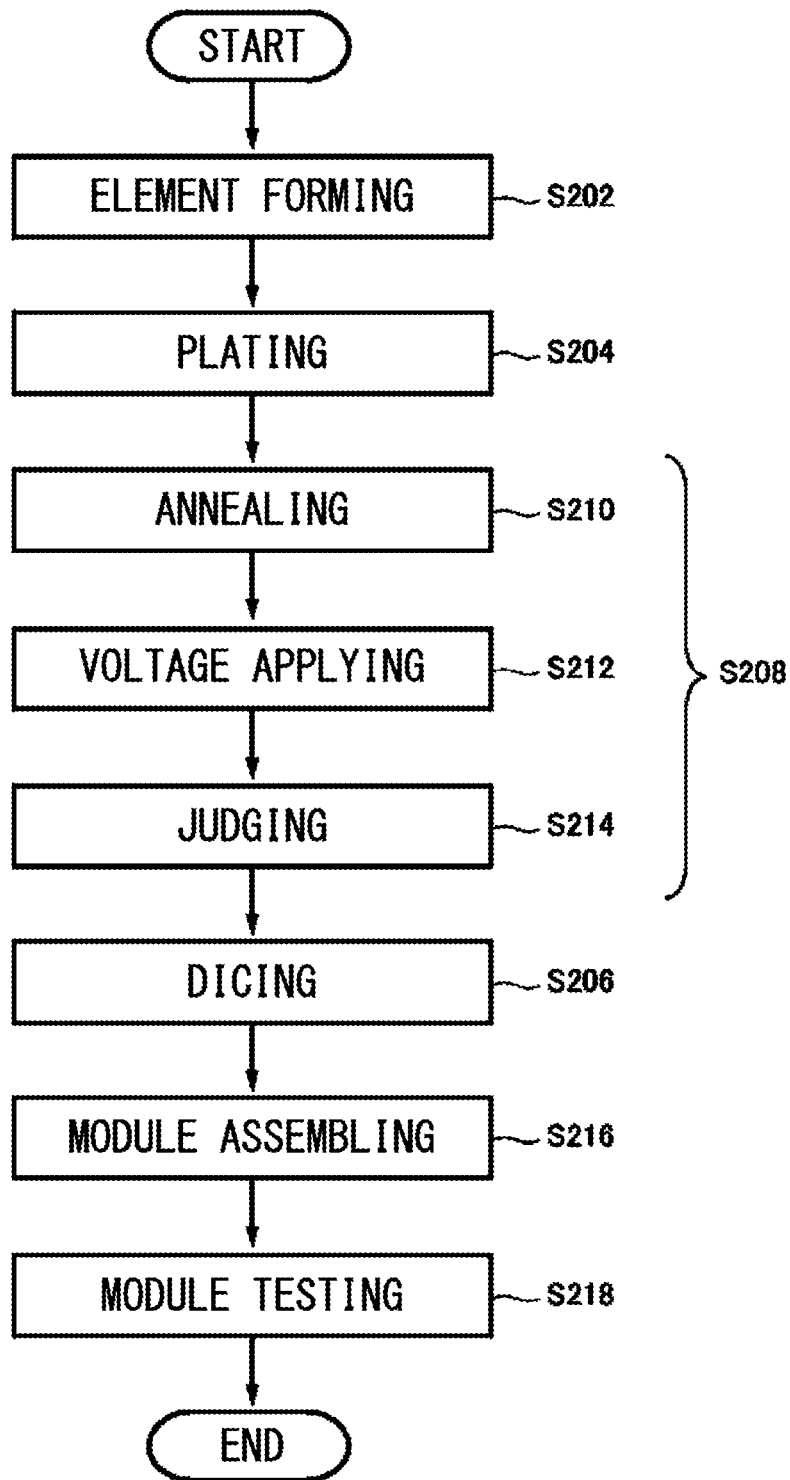 START
ELEMENT FORMING
S202
PLATING
S204
ANNEALING
S210
VOLTAGE APPLYING
S212
S208
JUDGING
S214
DICING
S206
MODULE ASSEMBLING
S216
MODULE TESTING
S218
END